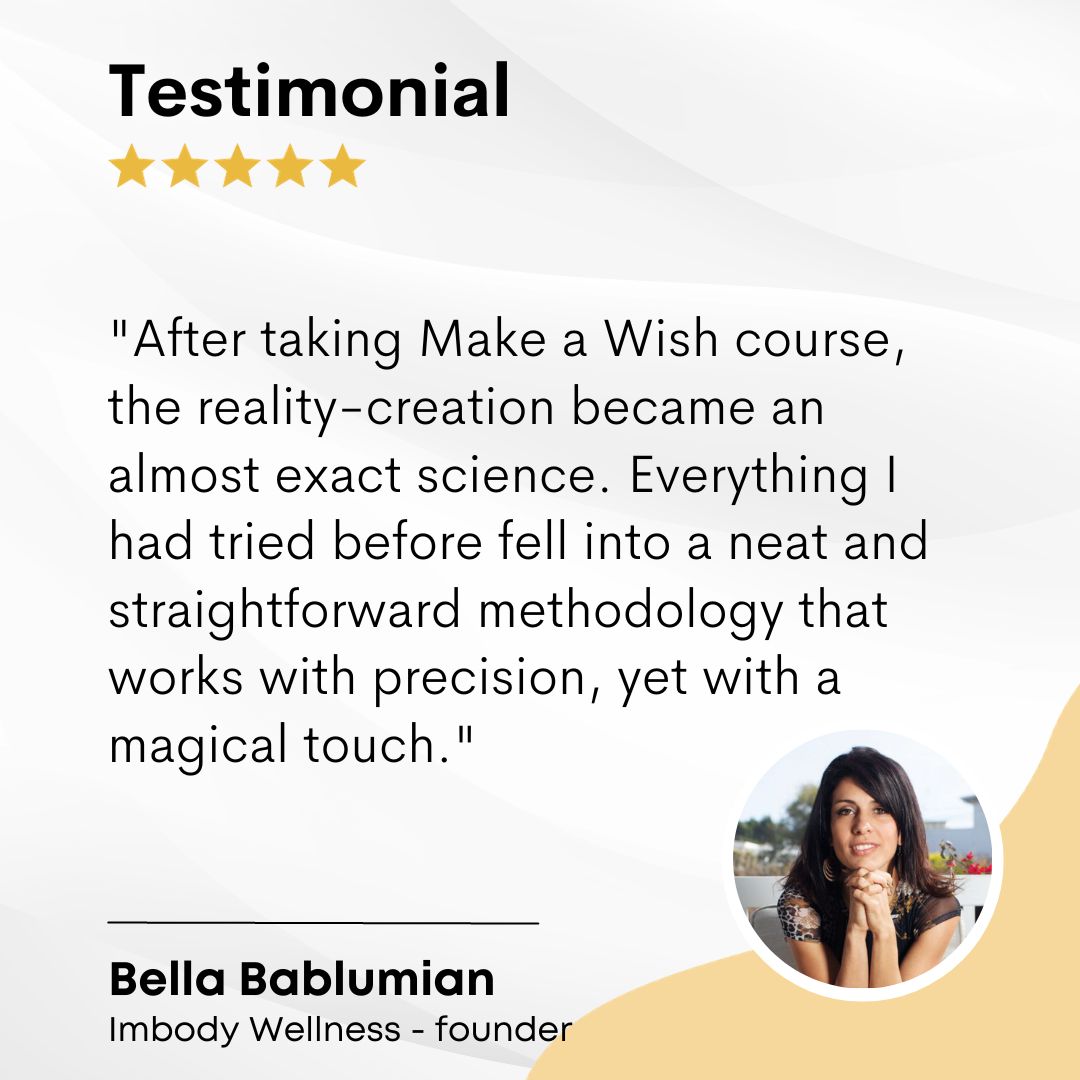 Testimonial
"After taking Make a Wish course,
the reality-creation became an
almost exact science. Everything I
had tried before fell into a neat and
straightforward methodology that
works with precision, yet with a
magical touch."
Bella Bablumian
Imbody Wellness - founder